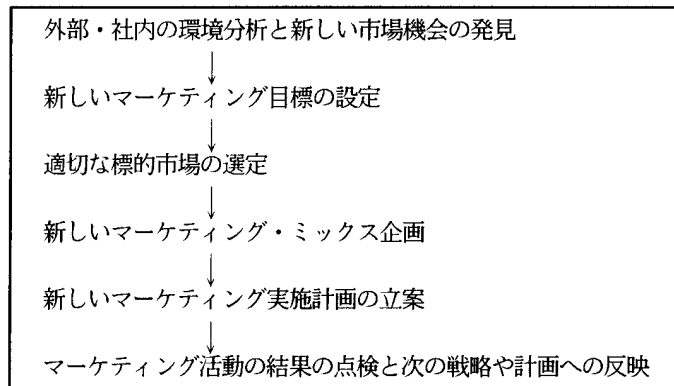 外部・社内の環境分析と新しい市場機会の発見
新しいマーケティング目標の設定
適切な標的市場の選定
新しいマーケティング・ミックス企画
新しいマーケティング実施計画の立案
マーケティング活動の結果の点検と次の戦略や計画への反映